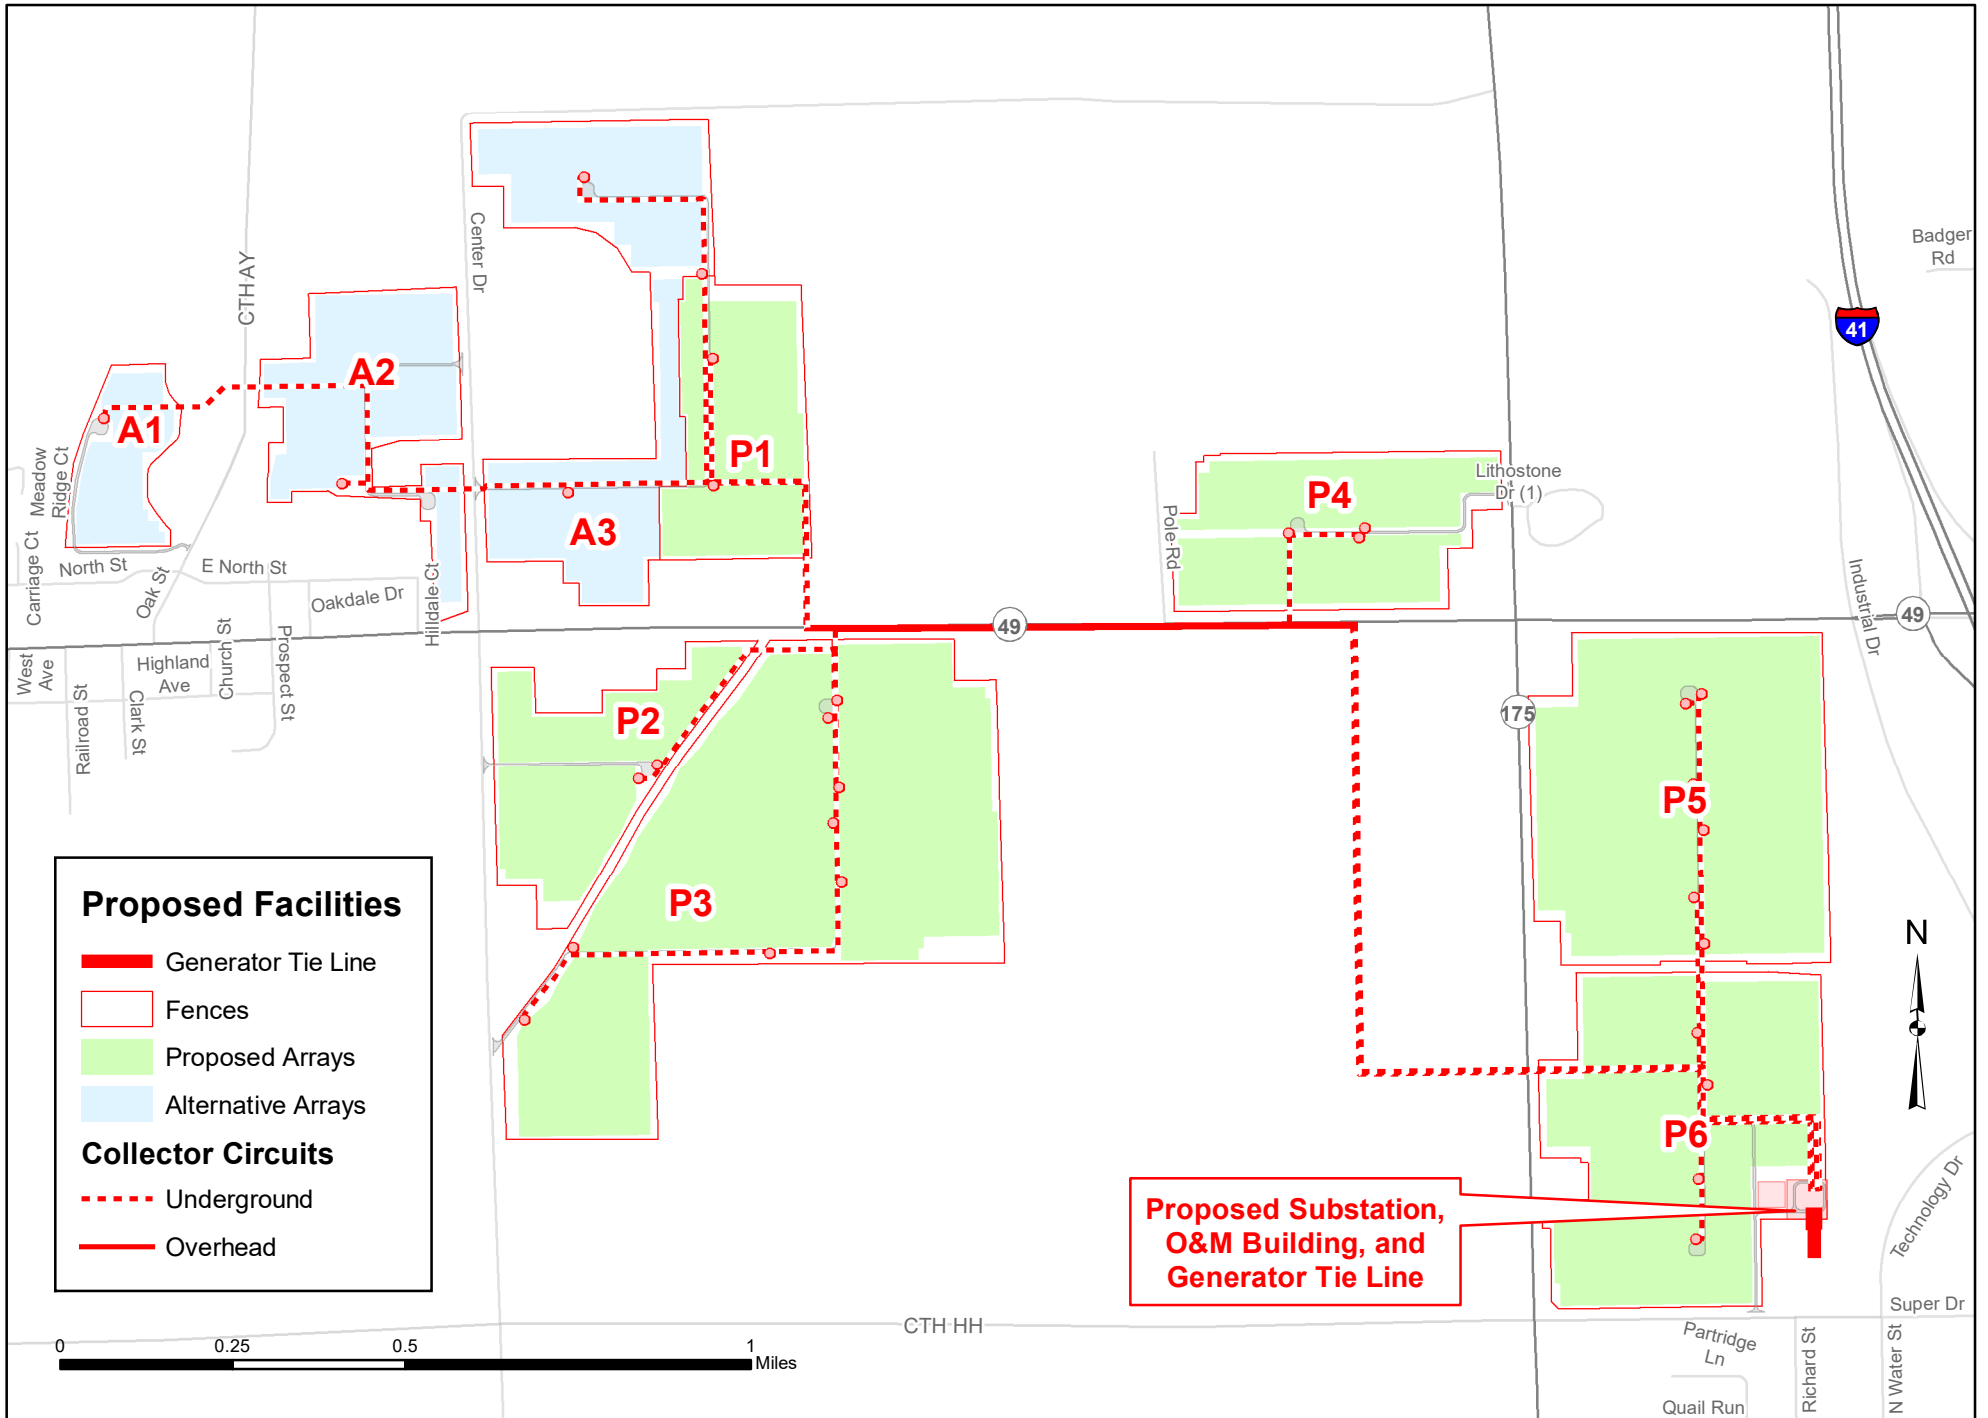 Badger
Rd
41
CTH AY
Center Dr
A2
A1
P1
A3
Meadow
Ridge Ct
Carriage Ct
North St
E North St
Oak St
Oakdale Dr
Hilldale Ct
Lithostone
Dr (1)
P4
Pole Rd
Industrial Dr
49
49
West
Ave
Highland
Ave
Church St
Prospect St
Railroad St
Clark St
P2
P3
175
P5
P6
Proposed Facilities
Generator Tie Line
Fences
Proposed Arrays
Alternative Arrays
Collector Circuits
Underground
Overhead
N
Proposed Substation,
O&M Building, and
Generator Tie Line
Technology Dr
Super Dr
CTH HH
Partridge
Ln
Richard St
N Water St
Quail Run
0 0.25 0.5 1
Miles